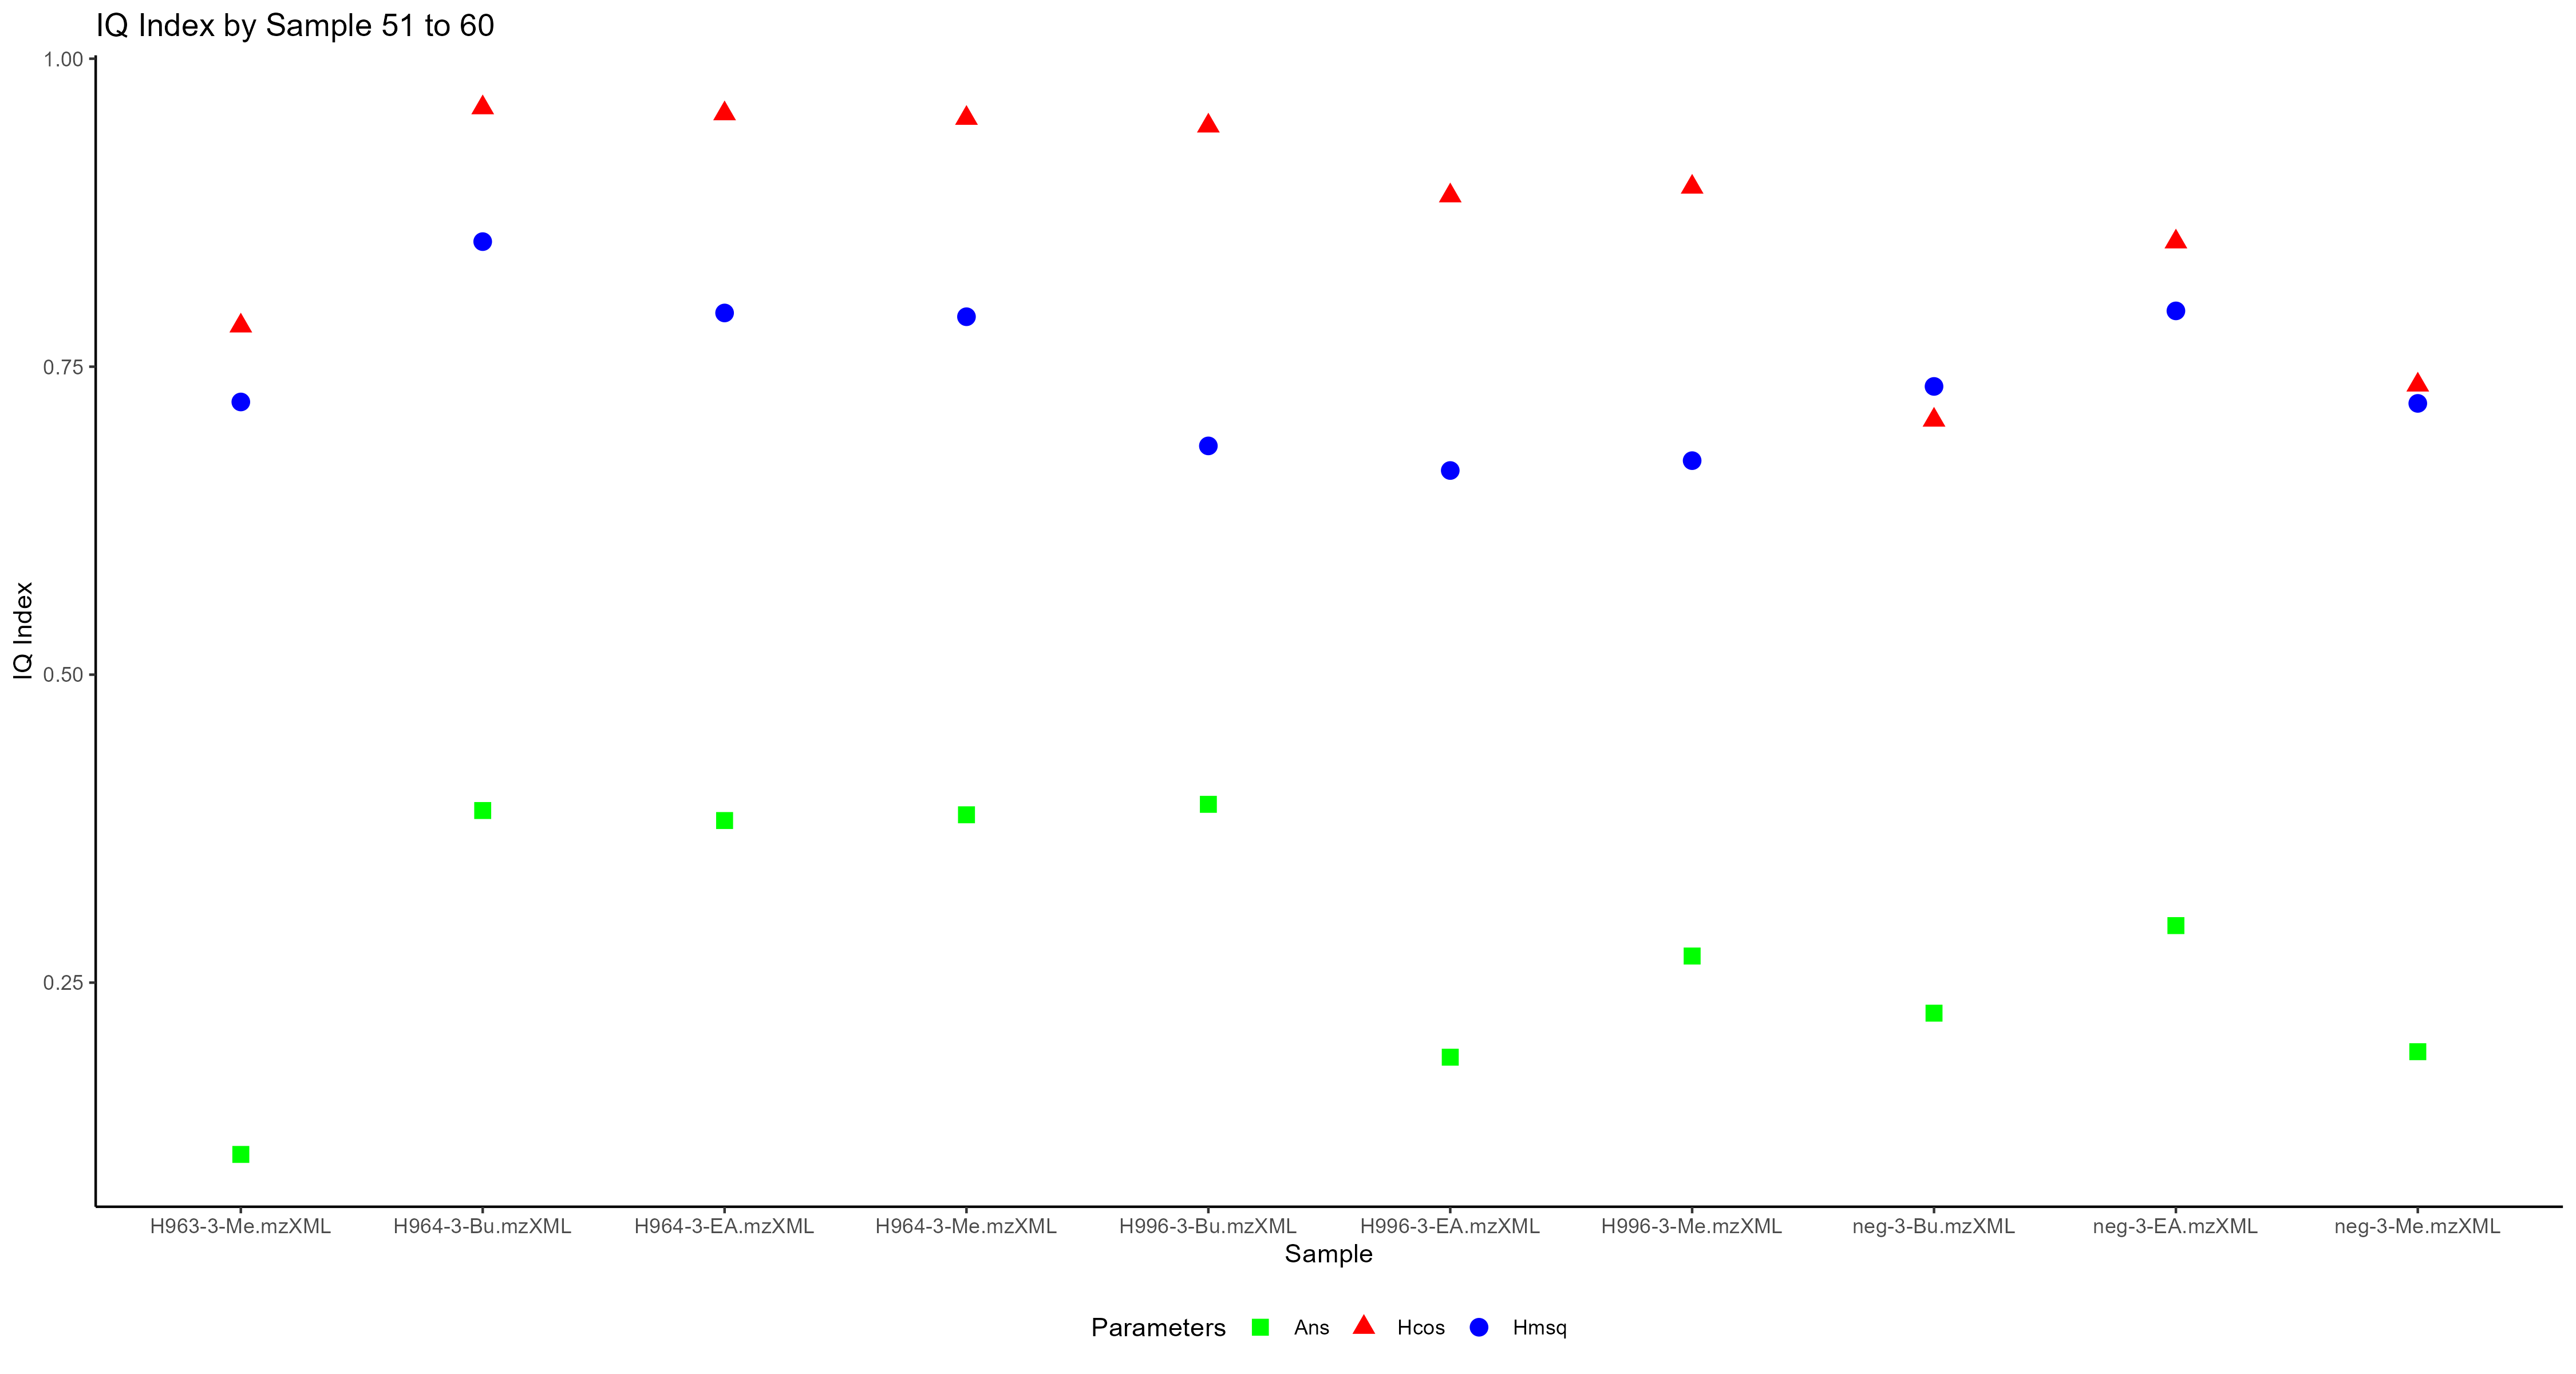 IQ Index by Sample 51 to 60
1.00
0.75
0.50
0.25
IQ Index
H963-3-Me.mzXML H964-3-Bu.mzXML H964-3-EA.mzXML H964-3-Me.mzXML H996-3-Bu.mzXML H996-3-EA.mzXML H996-3-Me.mzXML neg-3-Bu.mzXML neg-3-EA.mzXML neg-3-Me.mzXML
Sample
Parameters Ans Hcos Hmsq